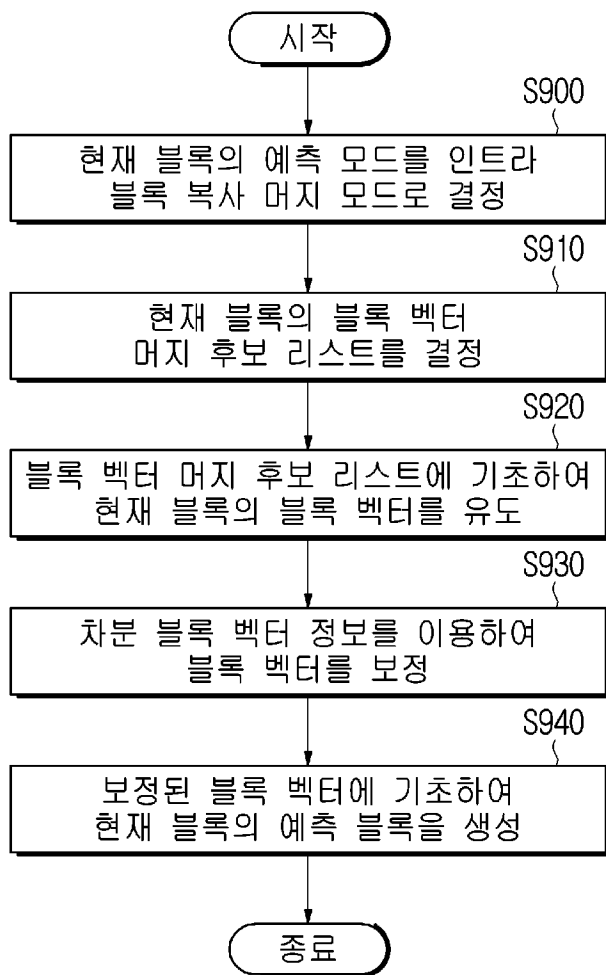 시작
S900
현재 블록의 예측 모드를 인트라
블록 복사 머지 모드로 결정
S910
현재 블록의 블록 벡터
머지 후보 리스트를 결정
S920
블록 벡터 머지 후보 리스트에 기초하여
현재 블록의 블록 벡터를 유도
S930
차분 블록 벡터 정보를 이용하여
블록 벡터를 보정
S940
보정된 블록 벡터에 기초하여
현재 블록의 예측 블록을 생성
종료